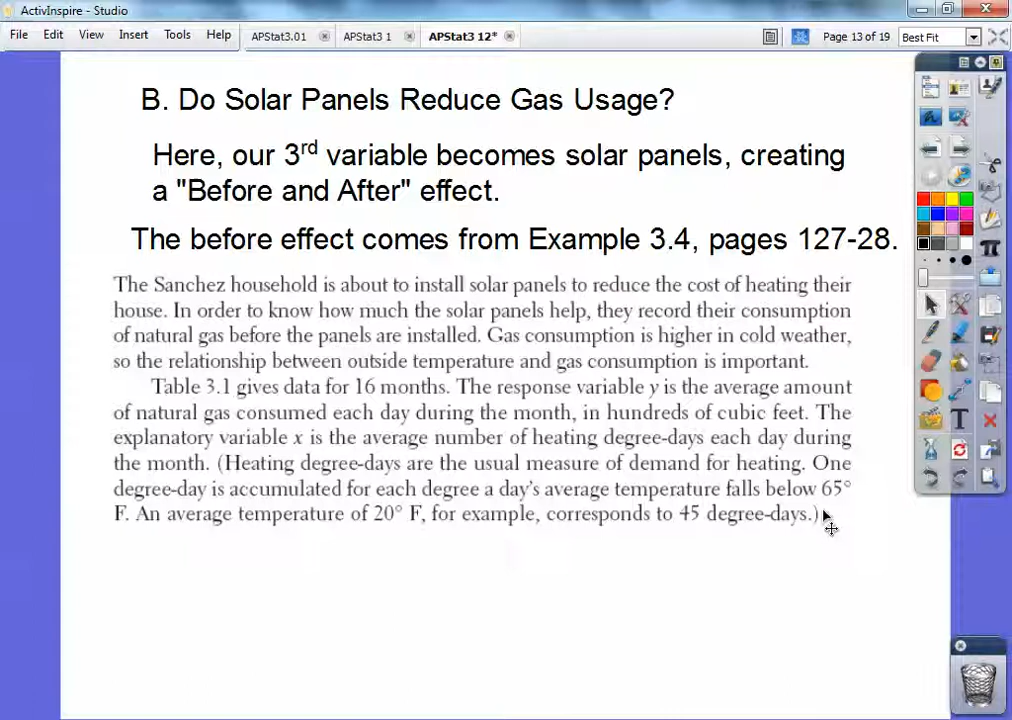 ActivInspire - Studio
File Edit View Insert Tools Help APStat3.01 APStat3 1 APStat3 12* Page 13 of 19 Best Fit
B. Do Solar Panels Reduce Gas Usage?
Here, our 3rd variable becomes solar panels, creating
a "Before and After" effect.
The before effect comes from Example 3.4, pages 127-28.
The Sanchez household is about to install solar panels to reduce the cost of heating their
house. In order to know how much the solar panels help, they record their consumption
of natural gas before the panels are installed. Gas consumption is higher in cold weather,
so the relationship between outside temperature and gas consumption is important.
Table 3.1 gives data for 16 months. The response variable y is the average amount
of natural gas consumed each day during the month, in hundreds of cubic feet. The
explanatory variable x is the average number of heating degree-days each day during
the month. (Heating degree-days are the usual measure of demand for heating. One
degree-day is accumulated for each degree a day's average temperature falls below 65°
F. An average temperature of 20° F, for example, corresponds to 45 degree-days.)